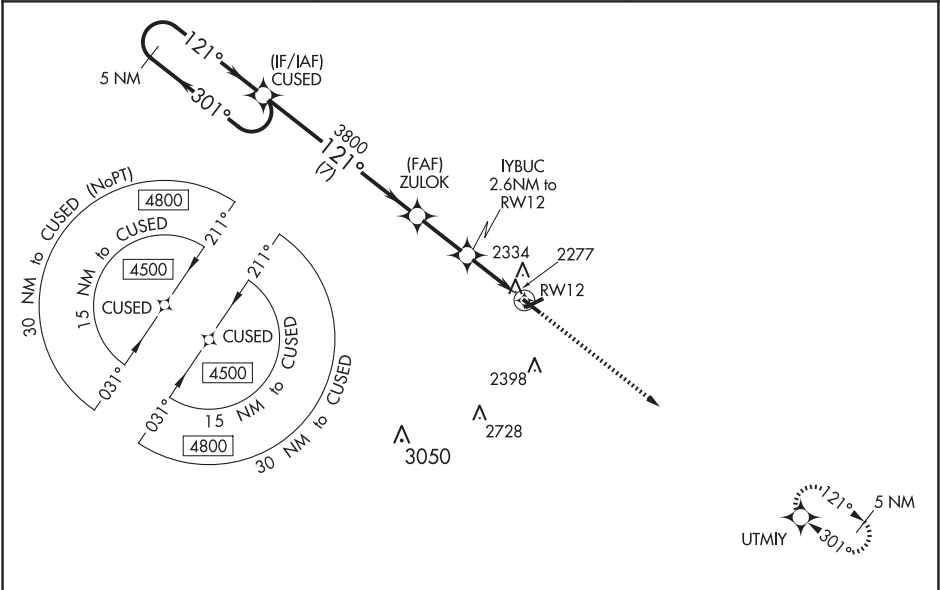 121°
5 NM
301°
(IF/IAF)
CUSED
3800
121°
(7)
(FAF)
ZULOK
IYBUC
2.6NM to
RW12
2334
2277
RW12
30 NM to CUSED (NoPT)
4800
15 NM to CUSED
211°
4500
CUSED
031°
211°
CUSED
4500
031°
15 NM to CUSED
4800
30 NM to CUSED
2398
2728
3050
121°
5 NM
UTMIY
301°